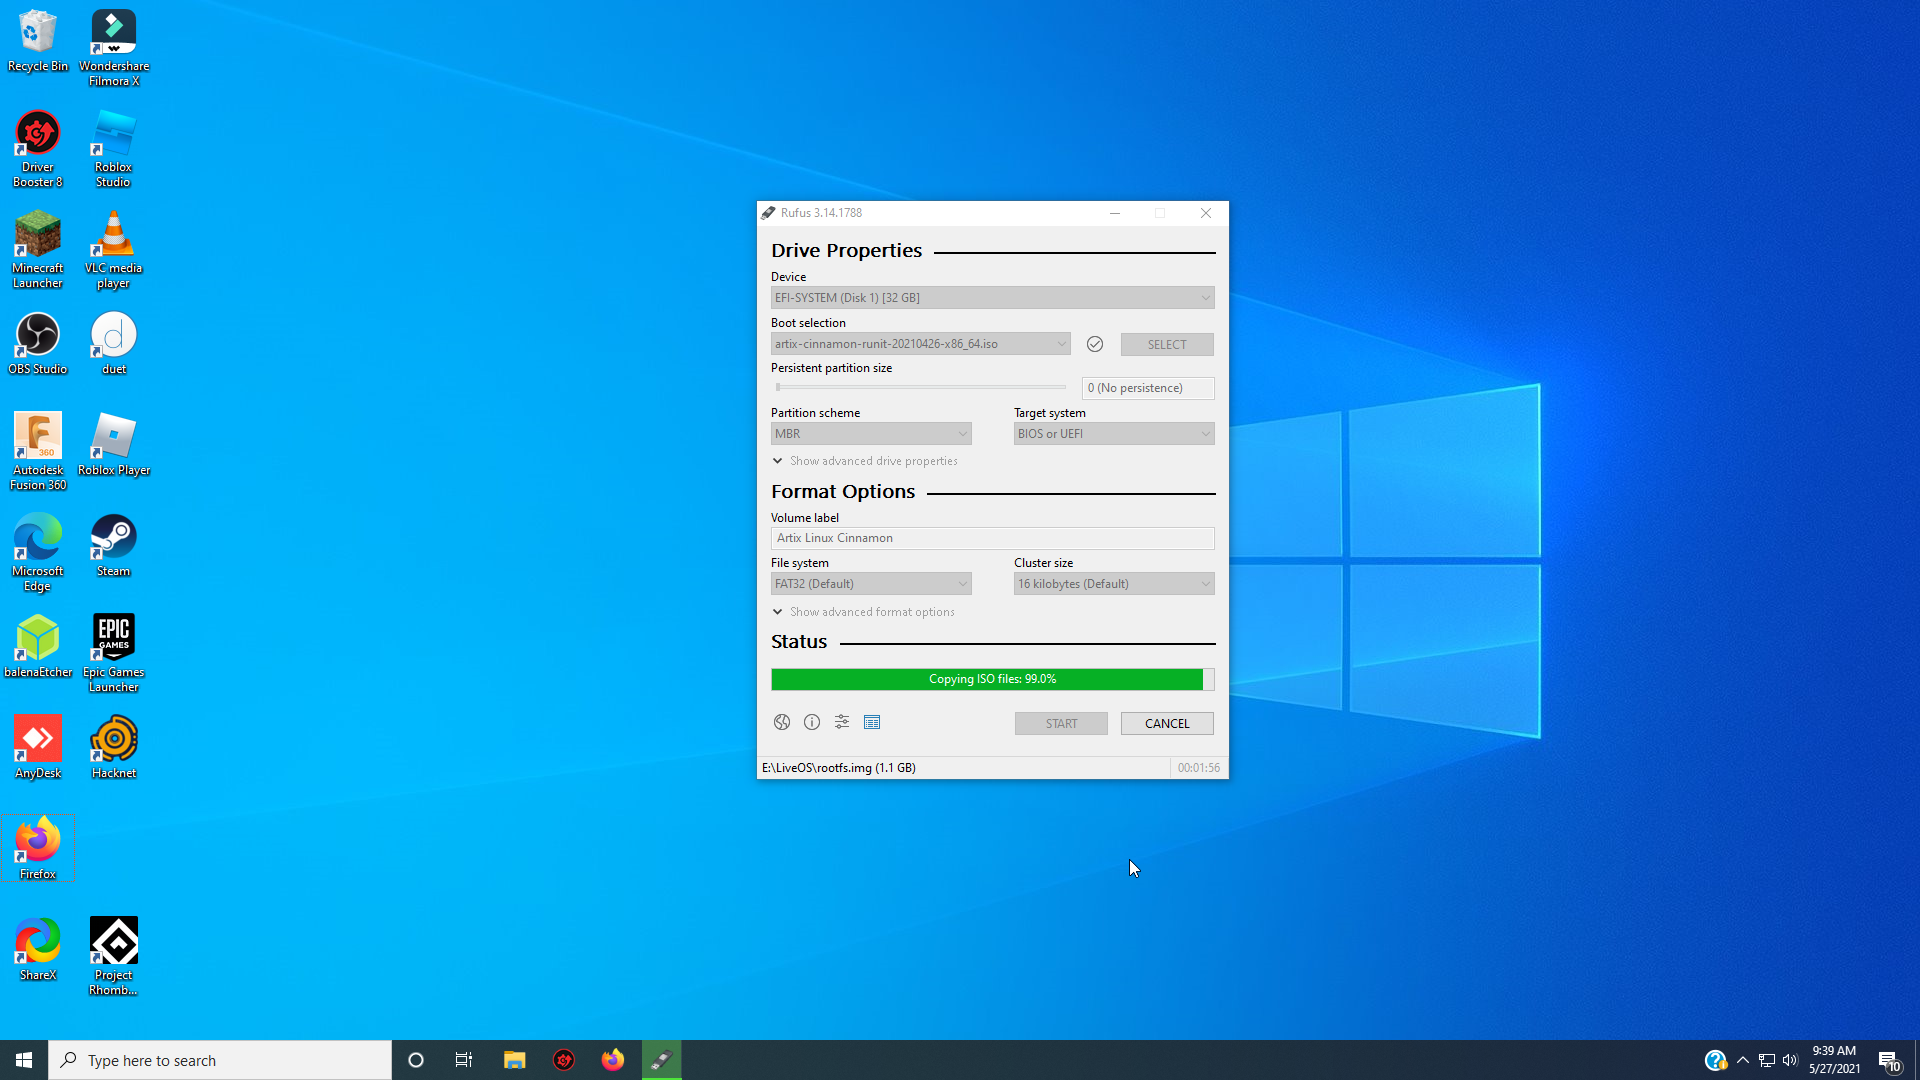 Recycle Bin
Wondershare
Filmora X
Driver
Booster 8
Roblox
Studio
Minecraft
Launcher
VLC media
player
OBS Studio
duet
360
Autodesk
Fusion 360
Roblox Player
Microsoft
Edge
Steam
balenaEtcher
EPIC
GAMES
Epic Games
Launcher
AnyDesk
Hacknet
Firefox
ShareX
Project
Rhomb...
Rufus 3.14.1788
Drive Properties
Device
EFI-SYSTEM (Disk 1) [32 GB]
Boot selection
artix-cinnamon-runit-20210426-x86_64.iso
SELECT
Persistent partition size
0 (No persistence)
Partition scheme
Target system
MBR
BIOS or UEFI
Show advanced drive properties
Format Options
Volume label
Artix Linux Cinnamon
File system
Cluster size
FAT32 (Default)
16 kilobytes (Default)
Show advanced format options
Status
Copying ISO files: 99.0%
START
CANCEL
E:\LiveOS\rootfs.img (1.1 GB)
00:01:56
Type here to search
9:39 AM
5/27/2021
10